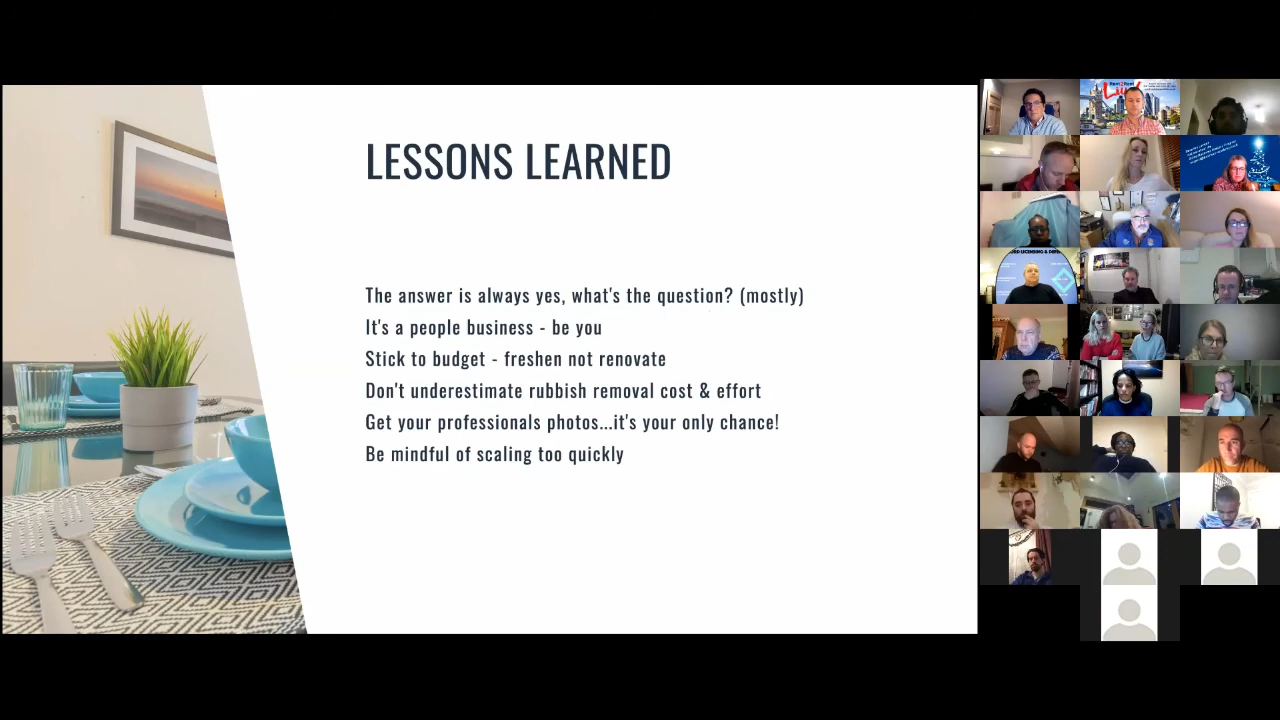 LESSONS LEARNED
The answer is always yes, what's the question? (mostly)
It's a people business - be you
Stick to budget - freshen not renovate
Don't underestimate rubbish removal cost & effort
Get your professionals photos...it's your only chance!
Be mindful of scaling too quickly